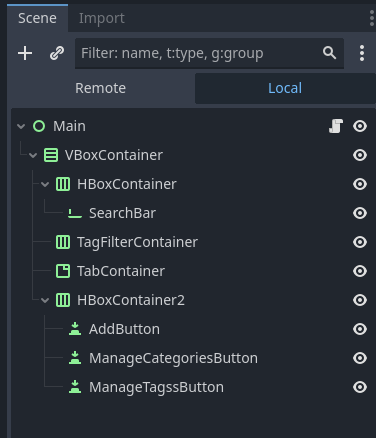 Scene
Import
Filter: name, t:type, g:group
Remote
Local
Main
VBoxContainer
HBoxContainer
SearchBar
TagFilterContainer
TabContainer
HBoxContainer2
AddButton
ManageCategoriesButton
ManageTagssButton